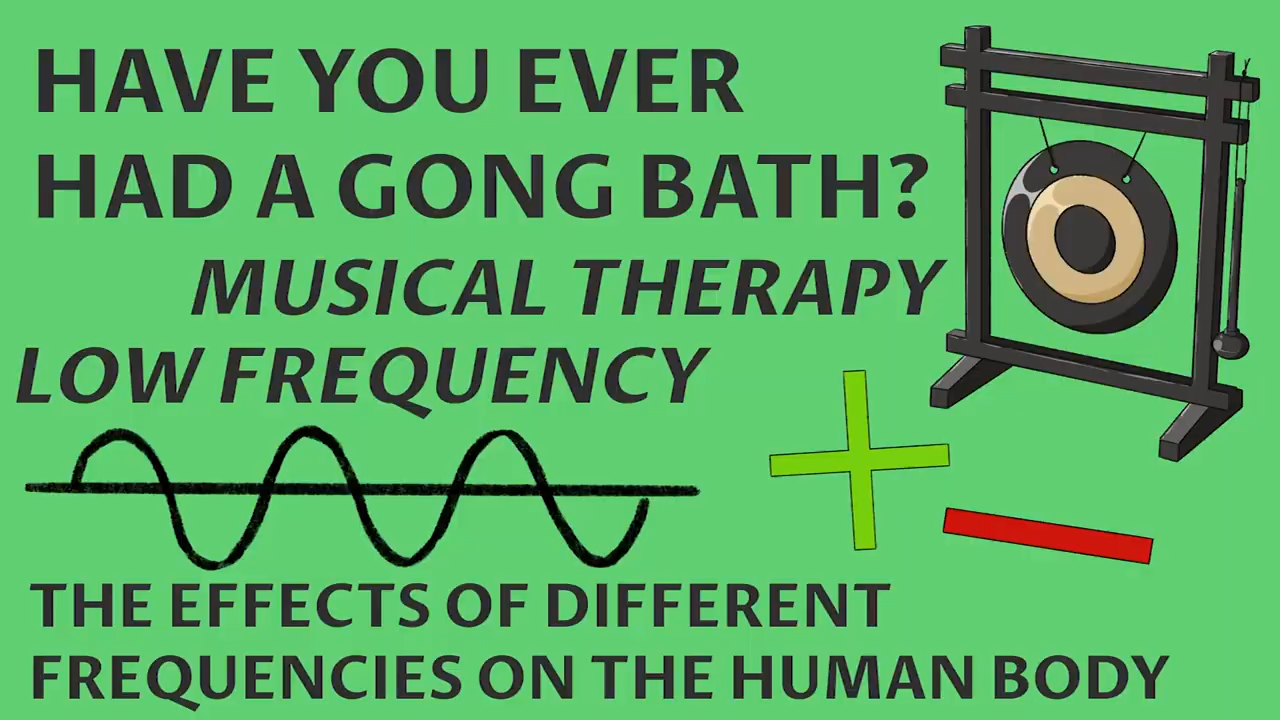 HAVE YOU EVER
HAD A GONG BATH?
MUSICAL THERAPY
LOW FREQUENCY
THE EFFECTS OF DIFFERENT
FREQUENCIES ON THE HUMAN BODY